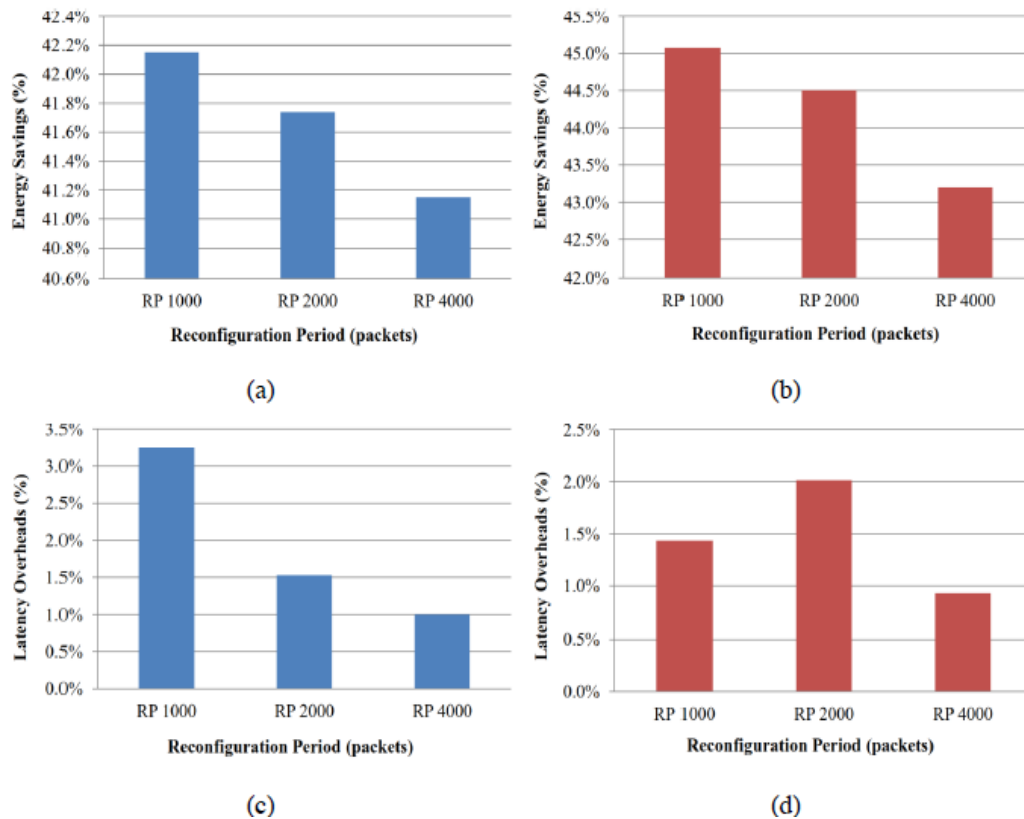 42.4%
42.2%
42.0%
41.8%
41.6%
41.4%
41.2%
41.0%
40.8%
40.6%
Energy Savings (%)
RP 1000 RP 2000 RP 4000
Reconfiguration Period (packets)
(a)
45.5%
45.0%
44.5%
44.0%
43.5%
43.0%
42.5%
42.0%
Energy Savings (%)
RP 1000 RP 2000 RP 4000
Reconfiguration Period (packets)
(b)
3.5%
3.0%
2.5%
2.0%
1.5%
1.0%
0.5%
0.0%
Latency Overheads (%)
RP 1000 RP 2000 RP 4000
Reconfiguration Period (packets)
(c)
2.5%
2.0%
1.5%
1.0%
0.5%
0.0%
Latency Overheads (%)
RP 1000 RP 2000 RP 4000
Reconfiguration Period (packets)
(d)